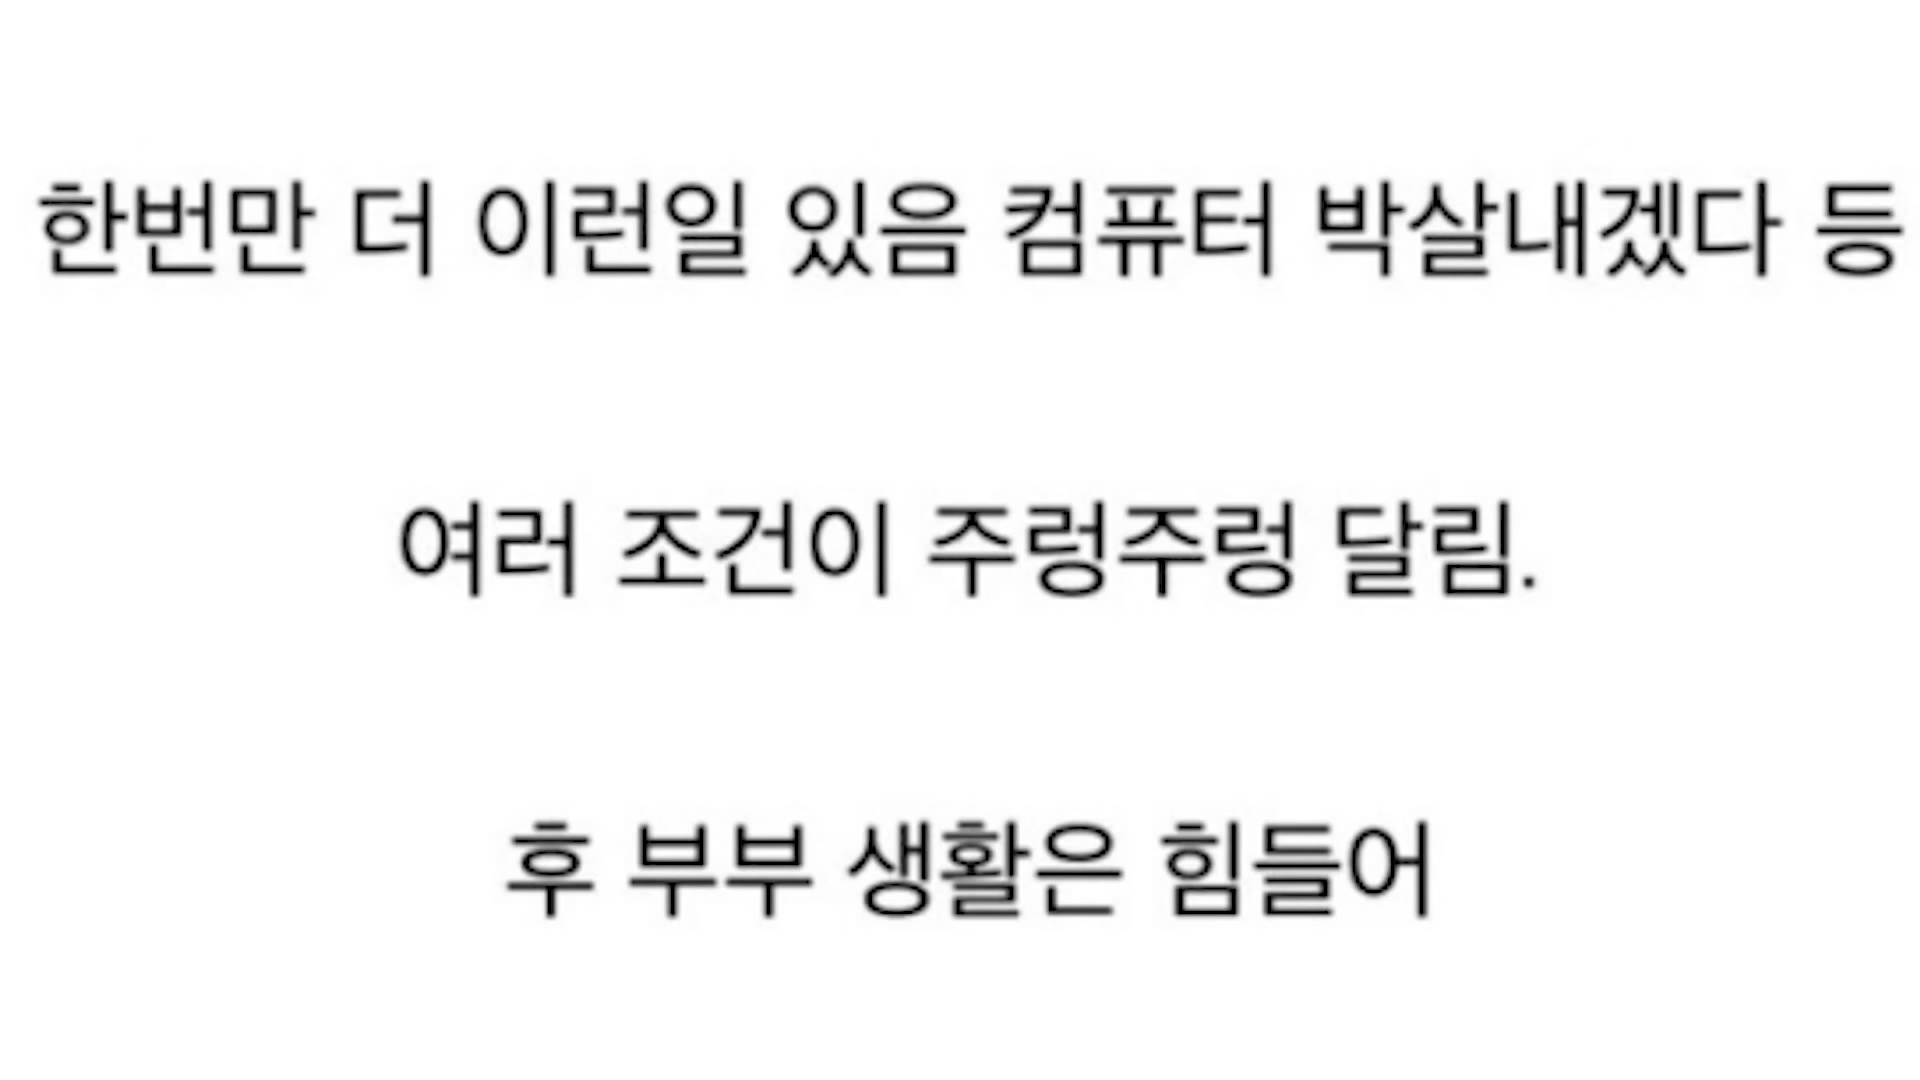 한번만 더 이런일 있음 컴퓨터 박살내겠다 등
여러 조건이 주렁주렁 달림.
후 부부 생활은 힘들어